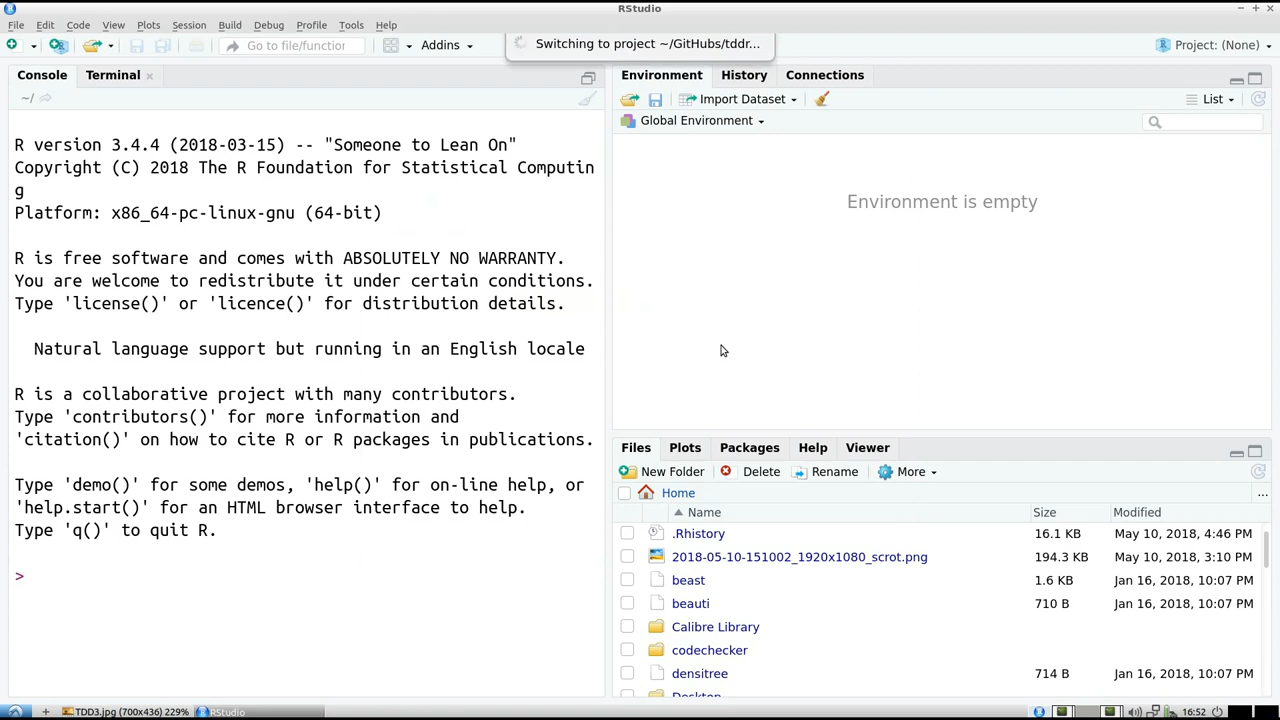 RStudio
File Edit Code View Plots Session Build Debug Profile Tools Help
Go to file/function Addins Switching to project ~/GitHubs/tddr... Project: (None)
Console Terminal
~/
R version 3.4.4 (2018-03-15) -- "Someone to Lean On"
Copyright (C) 2018 The R Foundation for Statistical Computin
g
Platform: x86_64-pc-linux-gnu (64-bit)
R is free software and comes with ABSOLUTELY NO WARRANTY.
You are welcome to redistribute it under certain conditions.
Type 'license()' or 'licence()' for distribution details.
Natural language support but running in an English locale
R is a collaborative project with many contributors.
Type 'contributors()' for more information and
'citation()' on how to cite R or R packages in publications.
Type 'demo()' for some demos, 'help()' for on-line help, or
'help.start()' for an HTML browser interface to help.
Type 'q()' to quit R.
>
Environment History Connections
Import Dataset List
Global Environment
Environment is empty
Files Plots Packages Help Viewer
New Folder Delete Rename More
Home ...
Name Size Modified
.Rhistory 16.1 KB May 10, 2018, 4:46 PM
2018-05-10-151002_1920x1080_scrot.png 194.3 KB May 10, 2018, 3:10 PM
beast 1.6 KB Jan 16, 2018, 10:07 PM
beauti 710 B Jan 16, 2018, 10:07 PM
Calibre Library
codechecker
densitree 714 B Jan 16, 2018, 10:07 PM
Desktop
TDD3.jpg (700x436) 229% RStudio 16:52